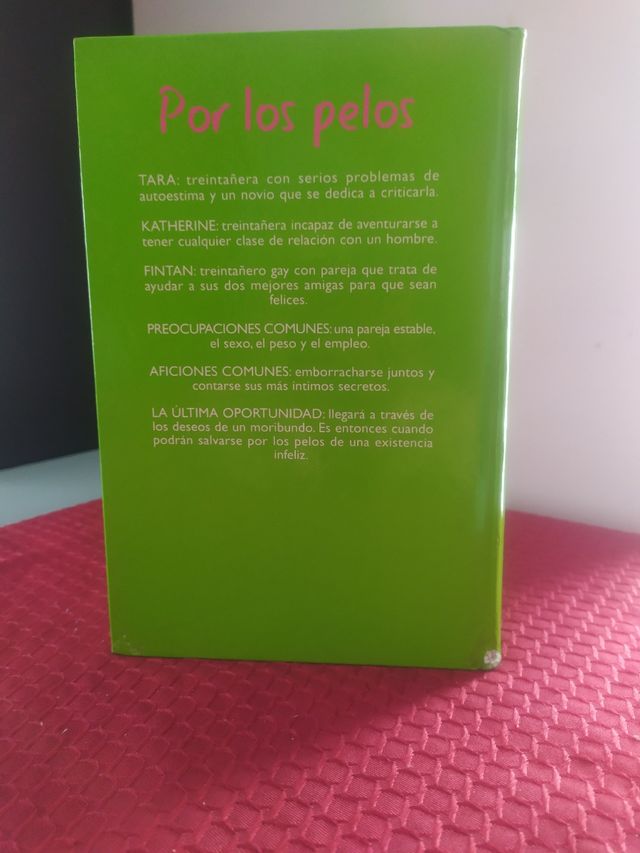 Por los pelos
TARA: treintañera con serios problemas de
autoestima y un novio que se dedica a criticarla.
KATHERINE: treintañera incapaz de aventurarse a
tener cualquier clase de relación con un hombre.
FINTAN: treintañero gay con pareja que trata de
ayudar a sus dos mejores amigas para que sean
felices.
PREOCUPACIONES COMUNES: una pareja estable,
el sexo, el peso y el empleo.
AFICIONES COMUNES: emborracharse juntos y
contarse sus más íntimos secretos.
LA ÚLTIMA OPORTUNIDAD: llegará a través de
los deseos de un moribundo. Es entonces cuando
podrán salvarse por los pelos de una existencia
infeliz.